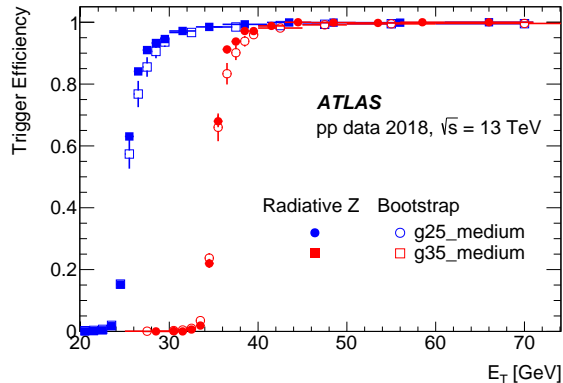 Trigger Efficiency
1
0.8
0.6
0.4
0.2
0
ATLAS
pp data 2018, √s = 13 TeV
Radiative Z Bootstrap
g25_medium
g35_medium
20 30 40 50 60 70
E_T [GeV]